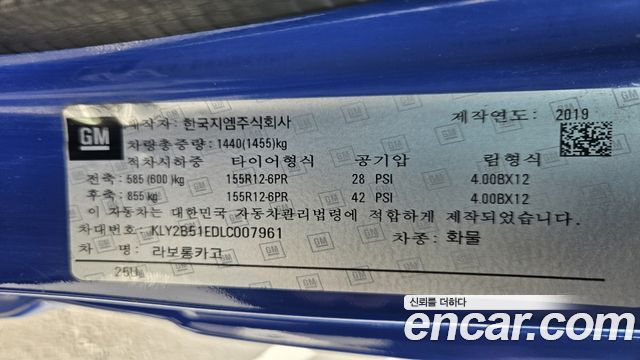 GM
제작자: 한국지엠주식회사 제작연도: 2019
차량총중량: 1440(1455)kg
적차시하중 타이어형식 공기압 림형식
전축: 585(600)kg 155R12-6PR 28 PSI 4.00BX12
후축: 855kg 155R12-6PR 42 PSI 4.00BX12
이 자동차는 대한민국 자동차관리법령에 적합하게 제작되었습니다.
차대번호: KLY2B51EDLC007961 차종: 화물
차 명: 라보롱카고
신뢰를 더하다
encar.com